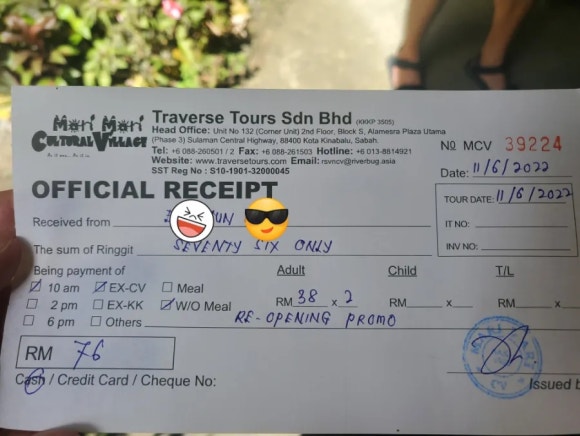 Mari Mari Traverse Tours Sdn Bhd (KKKP 3505)
CULTURAL VILLAGE Head Office: Unit No 132 (Corner Unit) 2nd Floor, Block S, Alamesra Plaza Utama
(Phase 3) Sulaman Central Highway, 88400 Kota Kinabalu, Sabah.
Tel: +6 088-260501 / 2 Fax: +6 088-261503 Hotline: +6 013-8814921
Website: www.traversetours.com Email: rsvncv@riverbug.asia
SST Reg No : S10-1901-32000045
No MCV 39224
Date: 11/6/2022
OFFICIAL RECEIPT
TOUR DATE: 11/6/2022
IT NO:
INV NO:
Received from
The sum of Ringgit SEVENTY SIX ONLY
Being payment of Adult Child T/L
10 am EX-CV Meal
2 pm EX-KK W/O Meal RM 38 x 2 RM x RM
6 pm Others RE-OPENING PROMO
RM 76
Cash / Credit Card / Cheque No:
Issued b